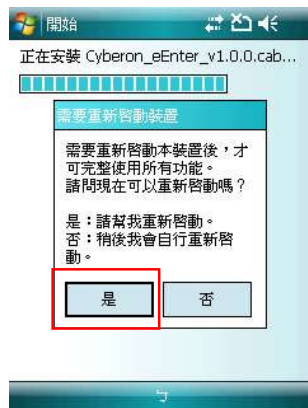 開始
正在安裝 Cyberon_eEnter_v1.0.0.cab...
需要重新啓動裝置
需要重新啓動本裝置後，才
可完整使用所有功能。
請問現在可以重新啓動嗎？
是：請幫我重新啓動。
否：稍後我會自行重新啓
動。
是
否